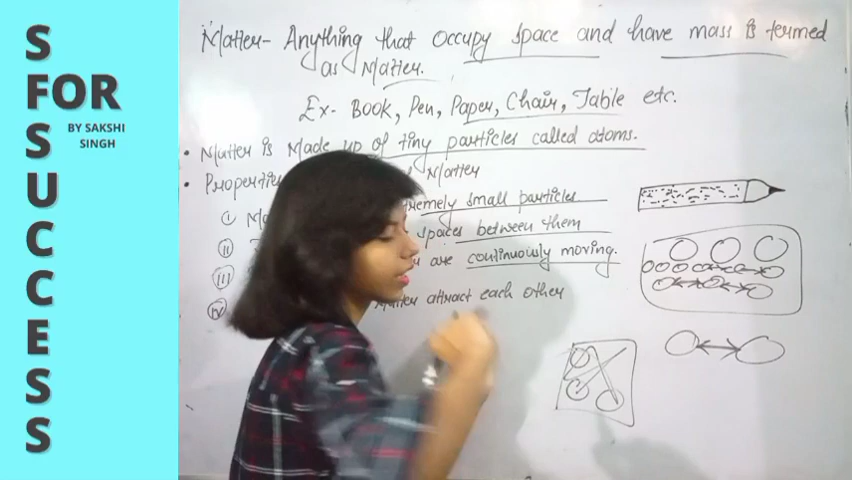 S
FOR
S
U
C
C
E
S
S
BY SAKSHI
SINGH
Matter- Anything that occupy space and have mass is termed
as Matter.
Ex- Book, Pen, Paper, Chair, Table etc.
• Matter is Made up of tiny particles called atoms.
• Properties Matter
(i) extremely small particles
(ii) spaces between them
(iii) are continuously moving.
(iv) Matter attract each other